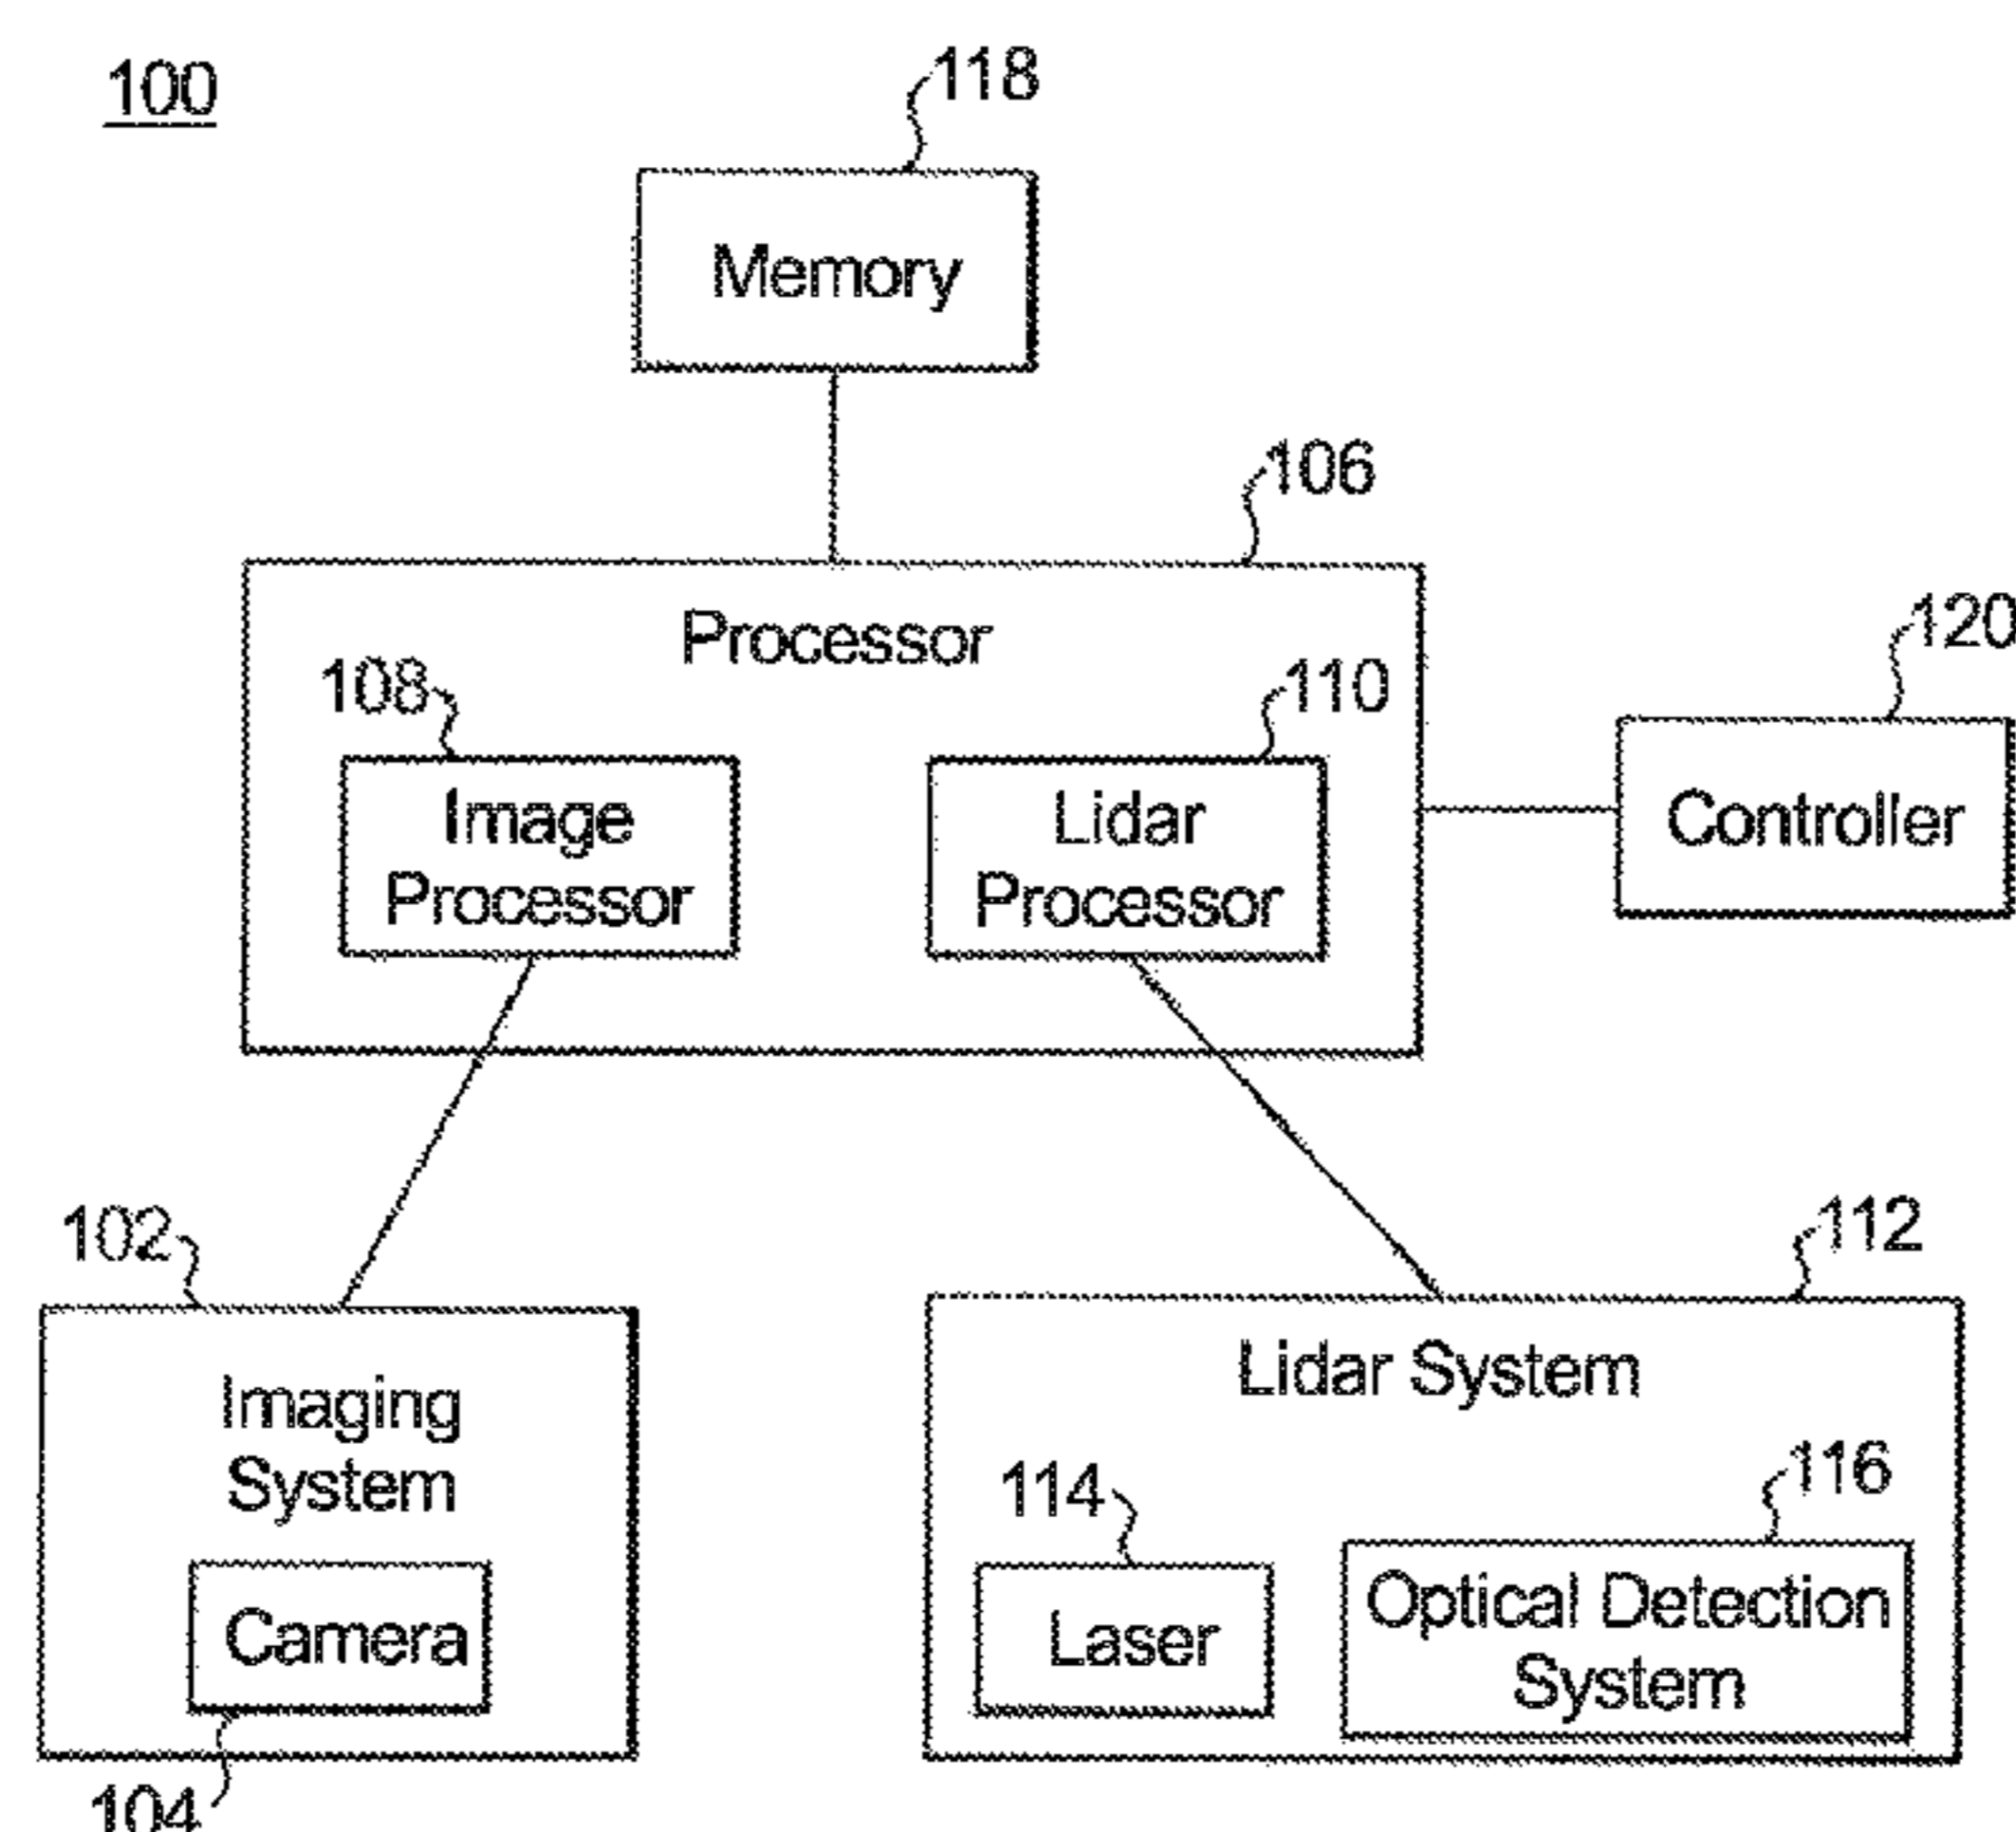 100
118
Memory
106
Processor
120
108
110
Image
Processor
Lidar
Processor
Controller
102
112
Imaging
System
Lidar System
114
116
Camera
Laser
Optical Detection
System
104